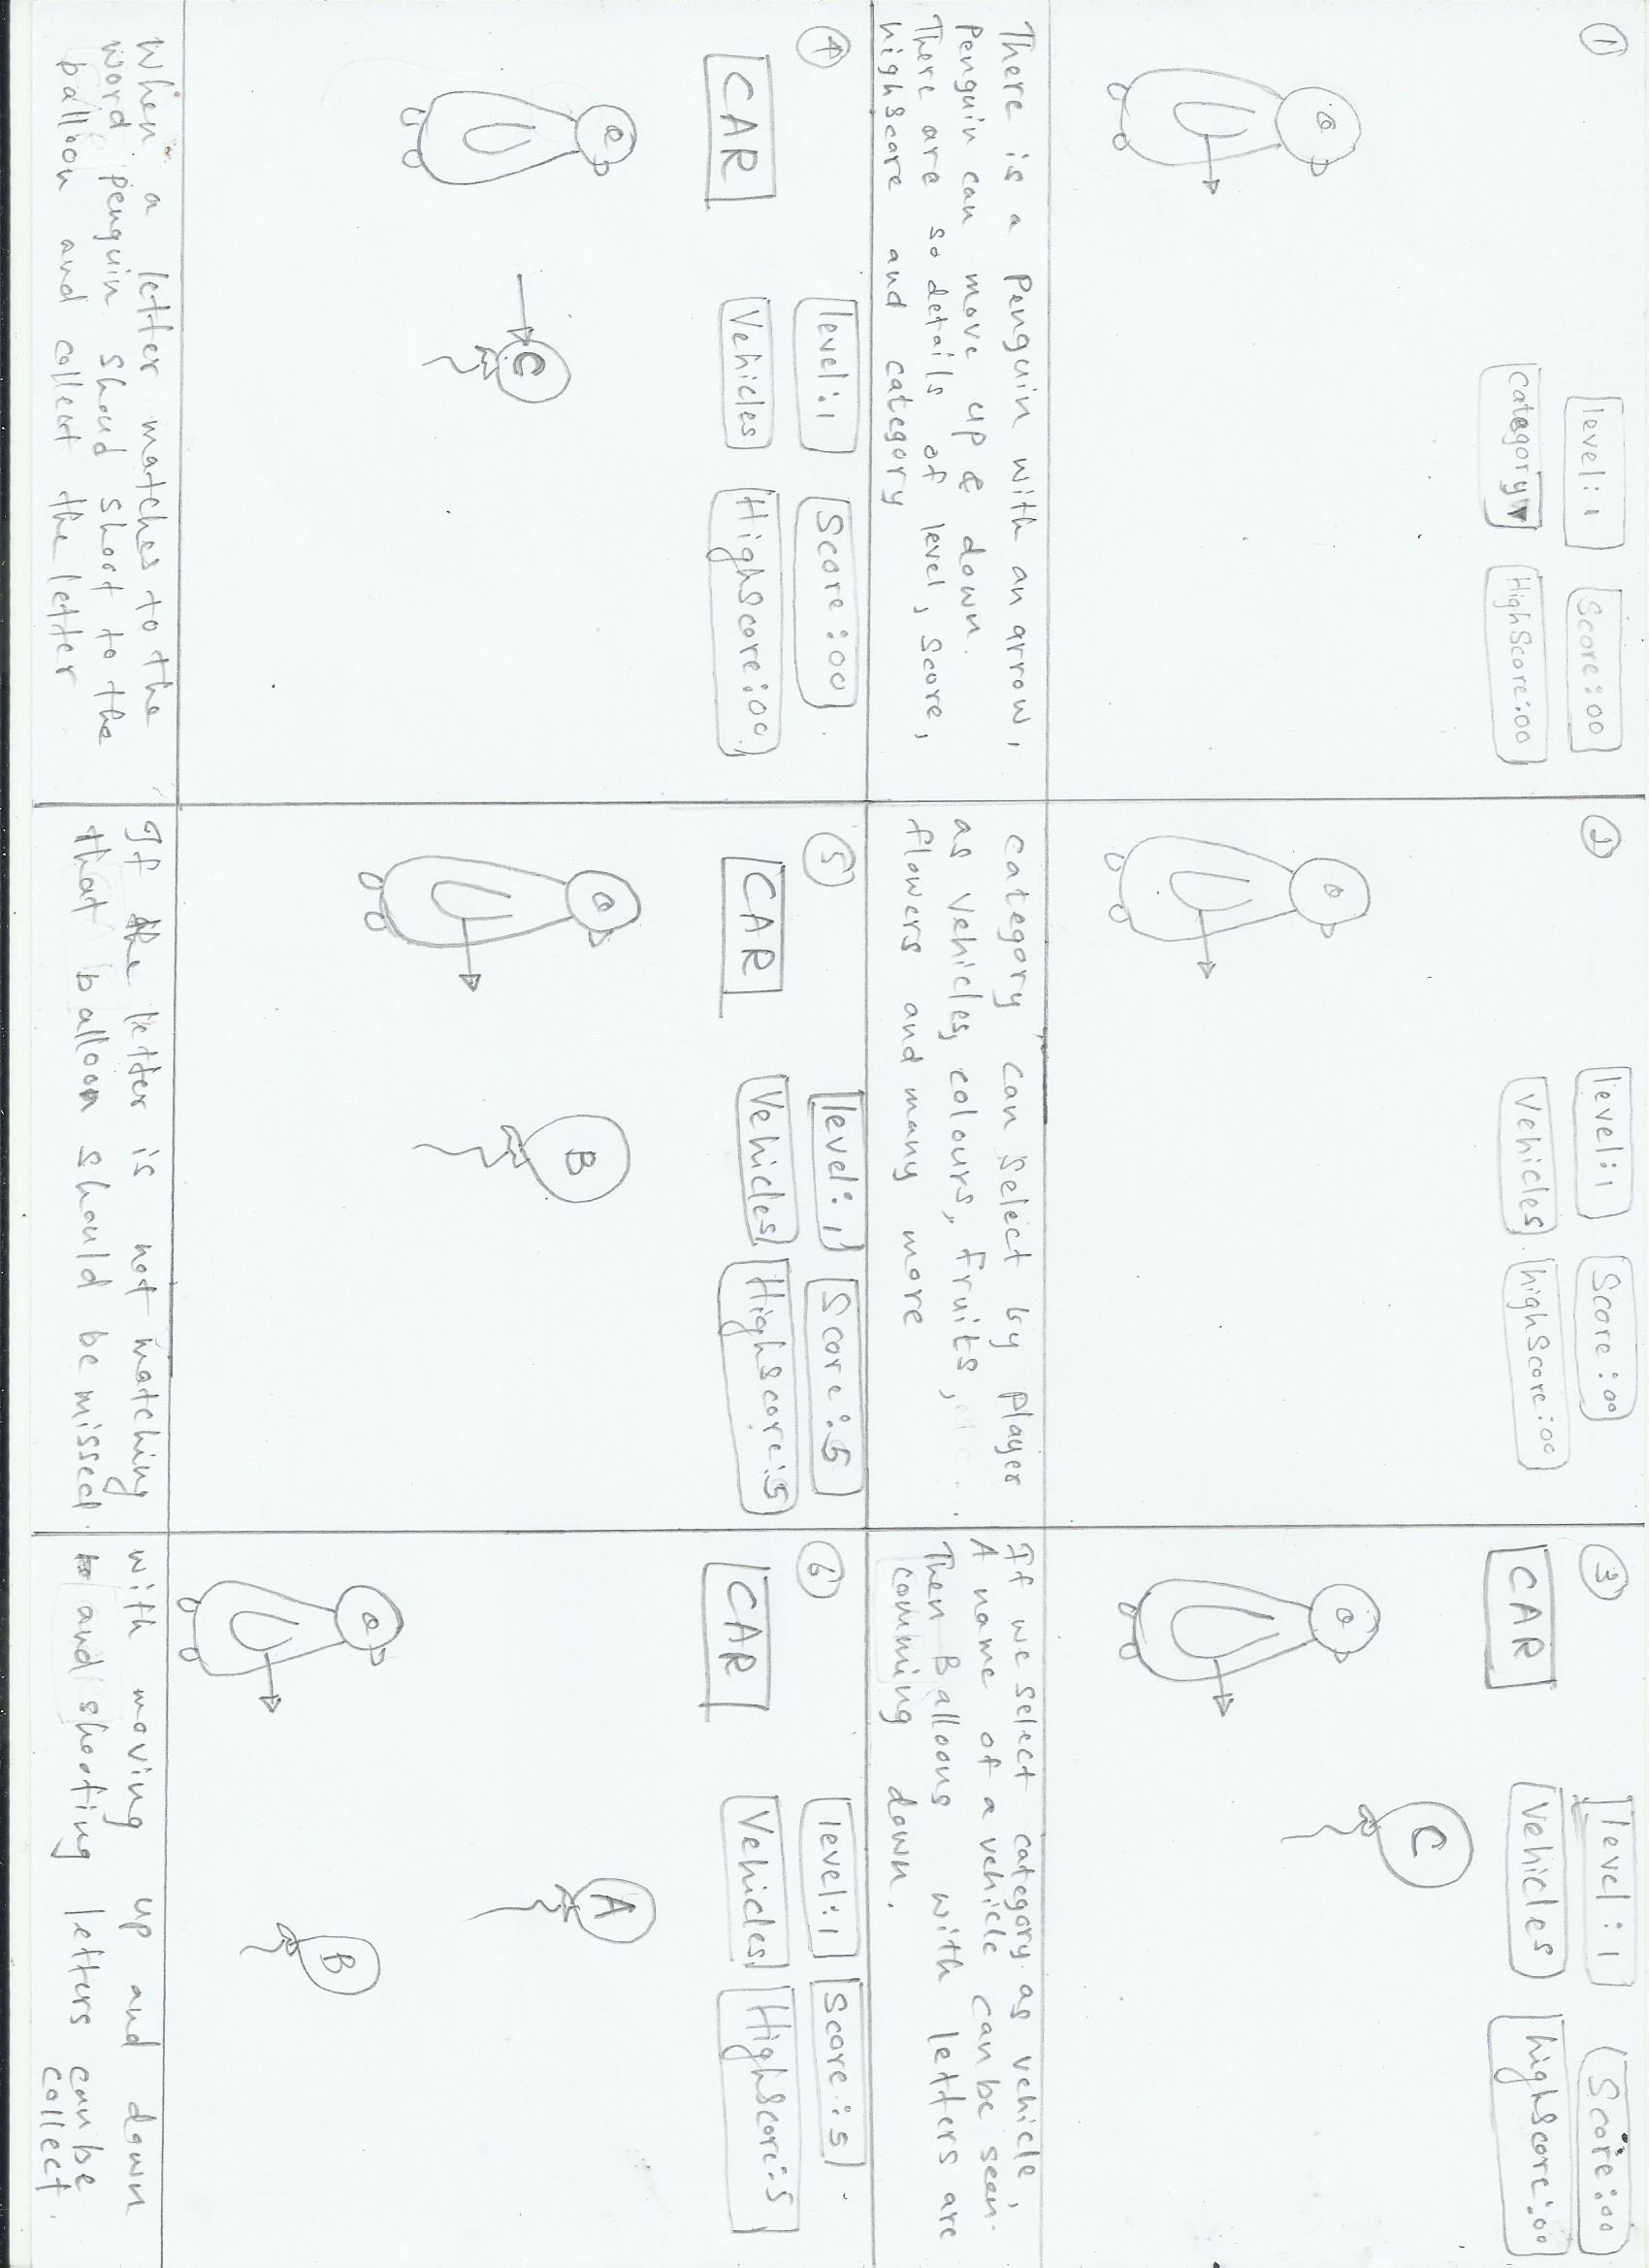 1
level:1
Score:00
Category▼
HighScore:00
There is a Penguin with an arrow,
Penguin can move up & down.
There are so details of level, Score,
HighScore and category
2
level:1
Score:00
Vehicles
highScore:00
category can select by player
as vehicles, colours, fruits,
flowers and many more
3
CAR
level:1
Score:00
Vehicles
highscore:00
C
If we select category as vehicle,
A name of a vehicle can be seen.
Then Balloons with letters are
comming down.
4
CAR
level:1
Score:00
Vehicles
Highscore:00
C
When a letter matches to the
word penguin shoud shoot to the
balloon and collect the letter
5
CAR
level:1
Score:5
Vehicles
Highscore:5
B
If the letter is not matching
that balloon should be missed.
6
CAR
level:1
Score:5
Vehicles
Highscore:5
A
B
with moving up and down
and shooting letters can be
collect.